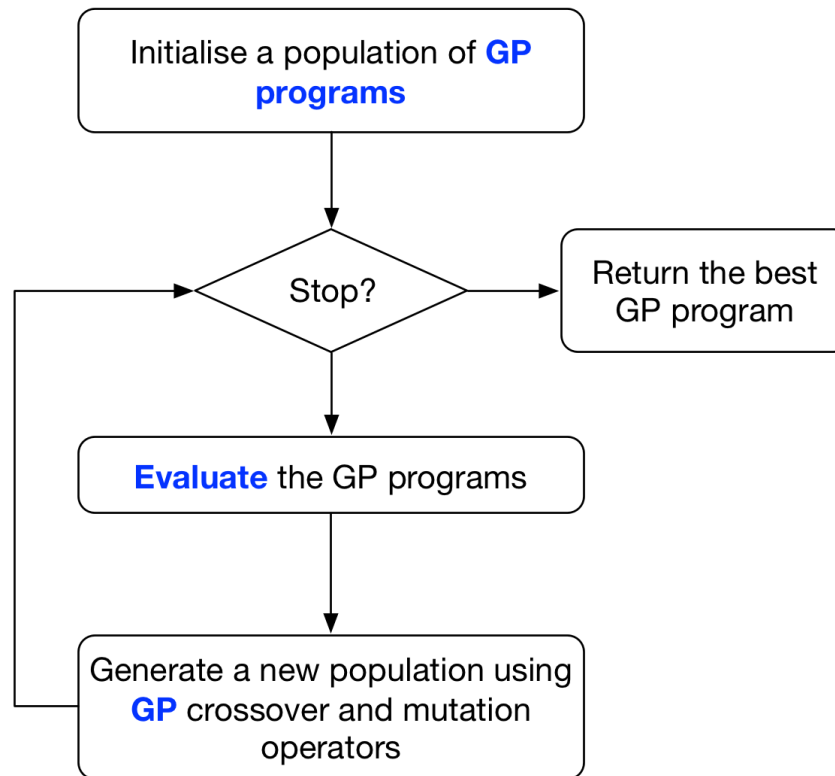 Initialise a population of GP
programs
Stop?
Return the best
GP program
Evaluate the GP programs
Generate a new population using
GP crossover and mutation
operators